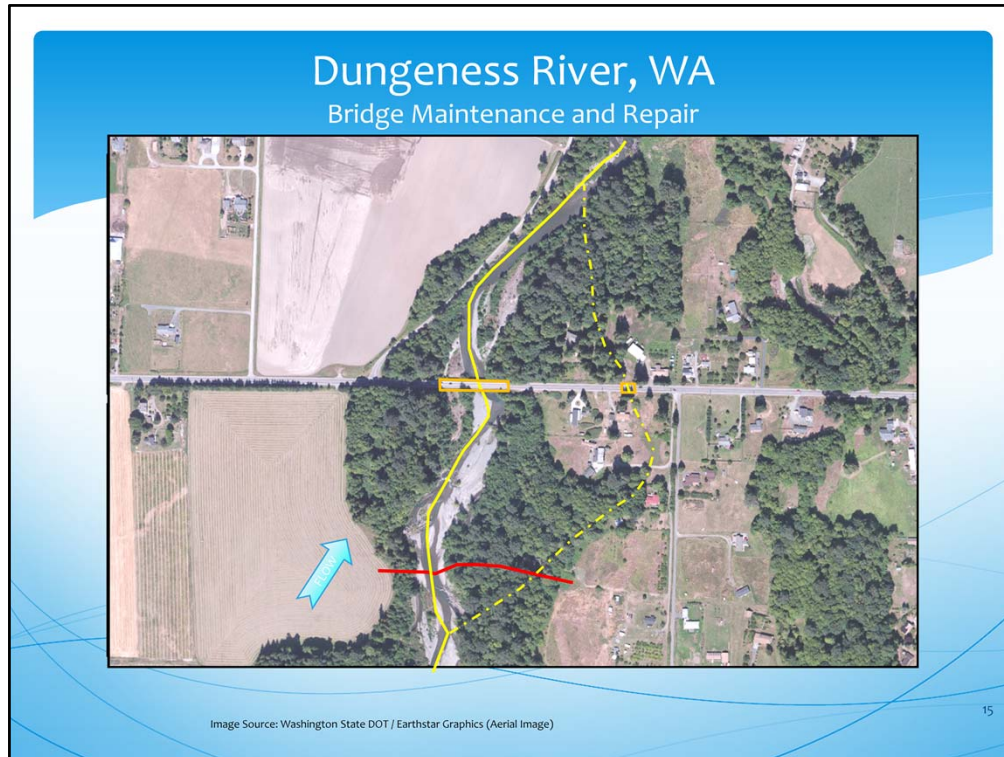 Dungeness River, WA
Bridge Maintenance and Repair
FLOW
Image Source: Washington State DOT / Earthstar Graphics (Aerial Image)
15